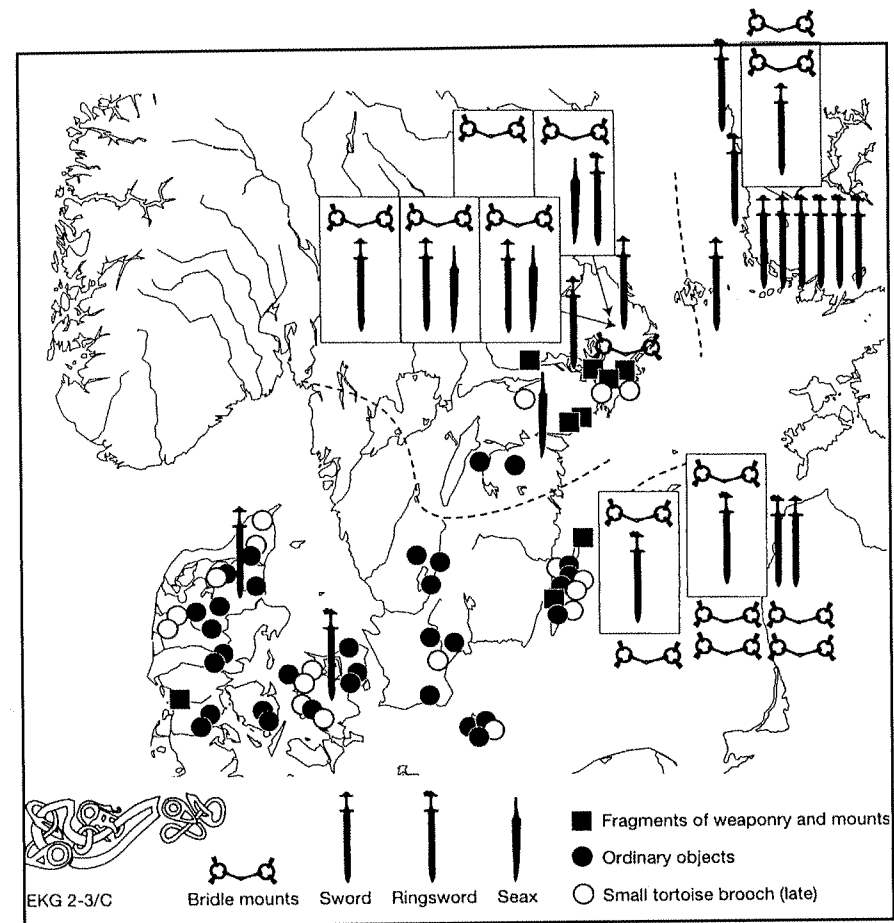 Fragments of weaponry and mounts
Ordinary objects
EKG 2-3/C
Bridle mounts
Sword
Ringsword
Seax
Small tortoise brooch (late)